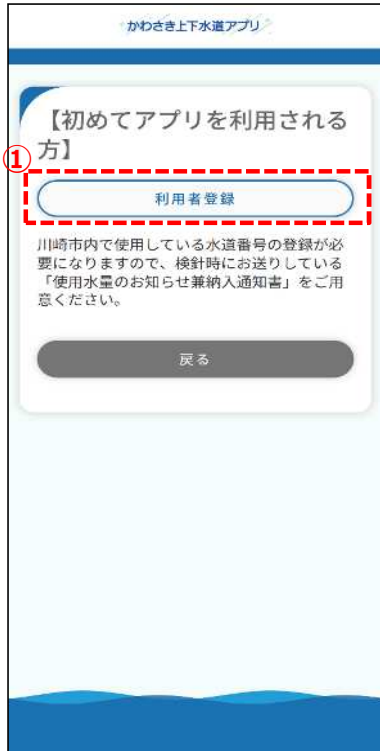 かわさき上下水道アプリ
【初めてアプリを利用される
方】
①
利用者登録
川崎市内で使用している水道番号の登録が必
要になりますので、検針時にお送りしている
「使用水量のお知らせ兼納入通知書」をご用
意ください。
戻る